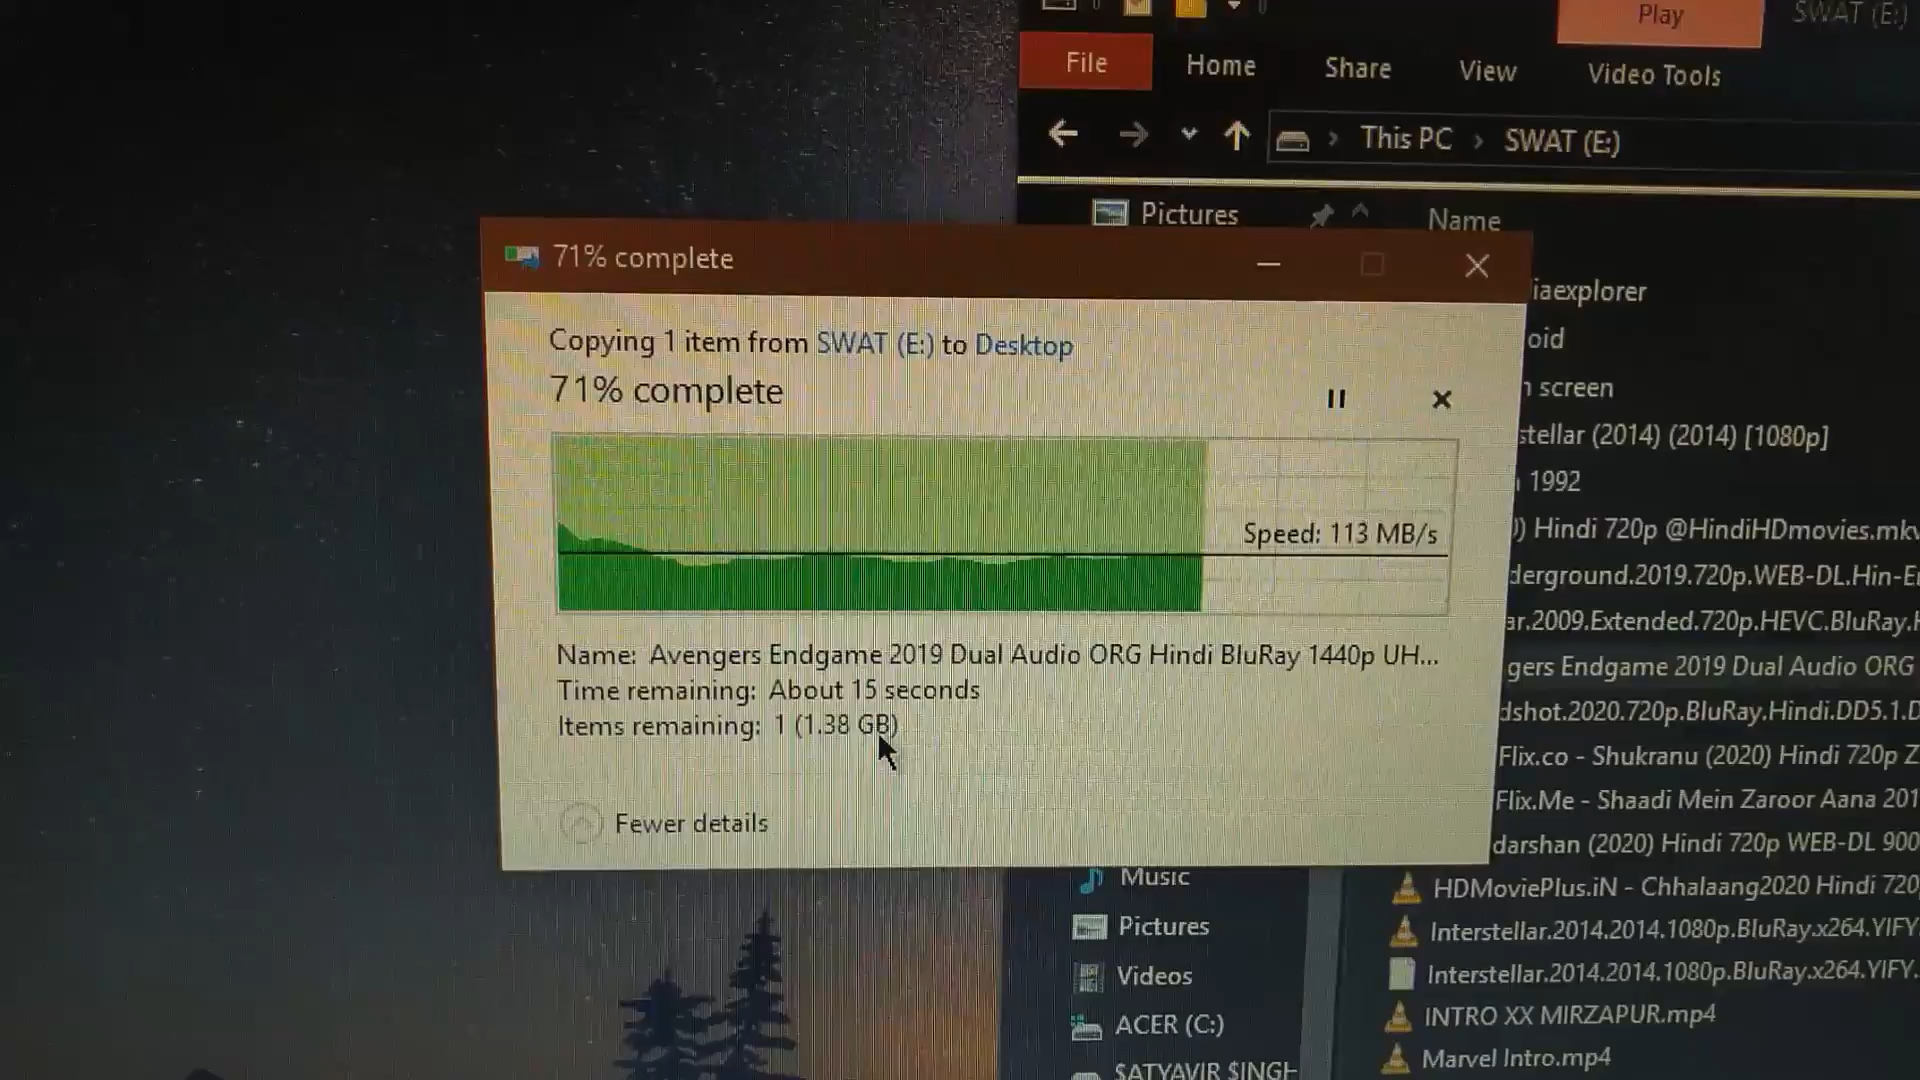 Play
SWAT (E:)
File
Home
Share
View
Video Tools
This PC
SWAT (E:)
Pictures
Name
71% complete
Copying 1 item from SWAT (E:) to Desktop
71% complete
Speed: 113 MB/s
Name: Avengers Endgame 2019 Dual Audio ORG Hindi BluRay 1440p UH...
Time remaining: About 15 seconds
Items remaining: 1 (1.38 GB)
Fewer details
iaexplorer
oid
screen
stellar (2014) (2014) [1080p]
1992
) Hindi 720p @HindiHDmovies.mkv
derground.2019.720p.WEB-DL.Hin-E
ar.2009.Extended.720p.HEVC.BluRay.
gers Endgame 2019 Dual Audio ORG
dshot.2020.720p.BluRay.Hindi.DD5.1.D
Flix.co - Shukranu (2020) Hindi 720p Z
Flix.Me - Shaadi Mein Zaroor Aana 201
darshan (2020) Hindi 720p WEB-DL 900
HDMoviePlus.iN - Chhalaang2020 Hindi 720
Interstellar.2014.2014.1080p.BluRay.x264.YIFY.
Interstellar.2014.2014.1080p.BluRay.x264.YIFY.
INTRO XX MIRZAPUR.mp4
Marvel Intro.mp4
Music
Pictures
Videos
ACER (C:)
$ATYAVIR $INGH